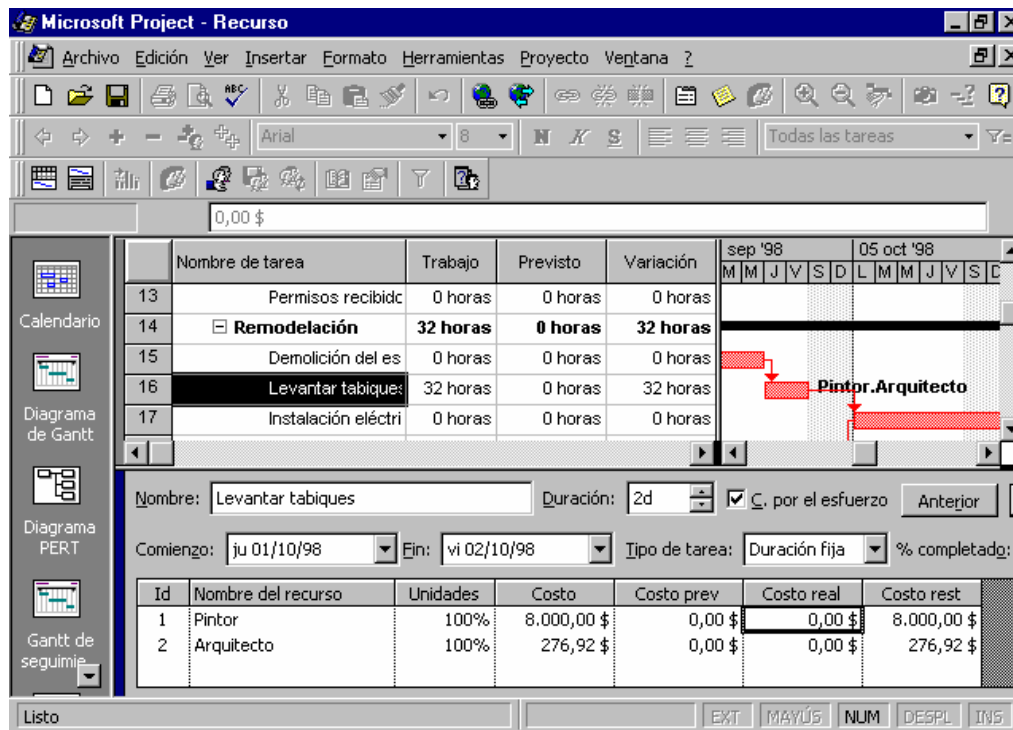 Microsoft Project - Recurso
Archivo Edición Ver Insertar Formato Herramientas Proyecto Ventana ?
ABC
Arial 8 N K S Todas las tareas
0,00 $
Nombre de tarea Trabajo Previsto Variación sep '98 05 oct '98
M M J V S D L M M J V S D
13 Permisos recibido 0 horas 0 horas 0 horas
14 Remodelación 32 horas 0 horas 32 horas
15 Demolición del es 0 horas 0 horas 0 horas
16 Levantar tabiques 32 horas 0 horas 32 horas Pintor.Arquitecto
17 Instalación eléctri 0 horas 0 horas 0 horas
Calendario
Diagrama
de Gantt
Diagrama
PERT
Gantt de
seguimie
Nombre: Levantar tabiques Duración: 2d C. por el esfuerzo Anterior
Comienzo: ju 01/10/98 Fin: vi 02/10/98 Tipo de tarea: Duración fija % completado:
Id Nombre del recurso Unidades Costo Costo prev Costo real Costo rest
1 Pintor 100% 8.000,00 $ 0,00 $ 0,00 $ 8.000,00 $
2 Arquitecto 100% 276,92 $ 0,00 $ 0,00 $ 276,92 $
Listo EXT MAYÚS NUM DESPL INS